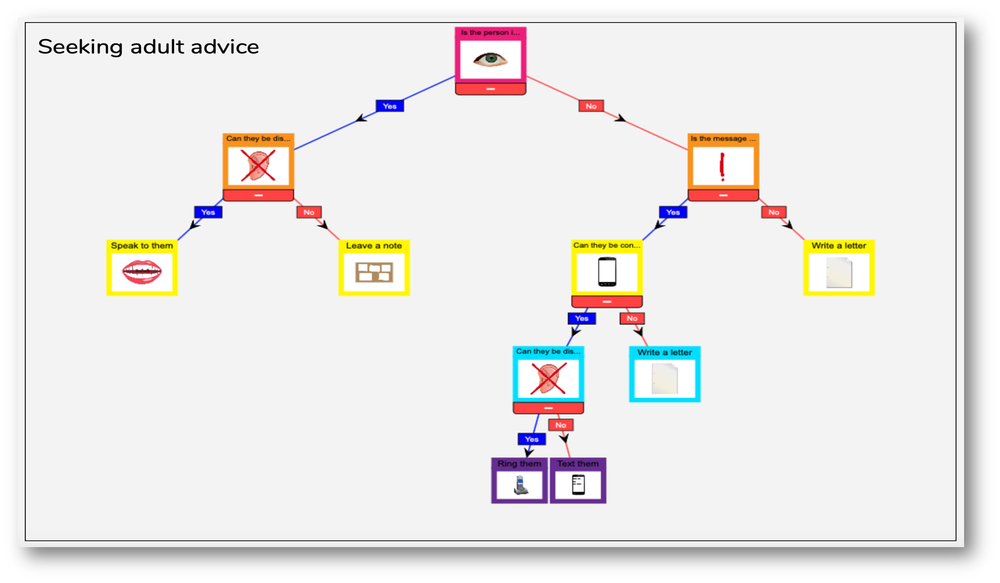 Seeking adult advice
Is the person i...
Yes
No
Can they be dis...
Is the message ...
Yes
No
Yes
No
Speak to them
Leave a note
Can they be con...
Write a letter
Yes
No
Can they be dis...
Write a letter
No
Yes
Ring them
Text them